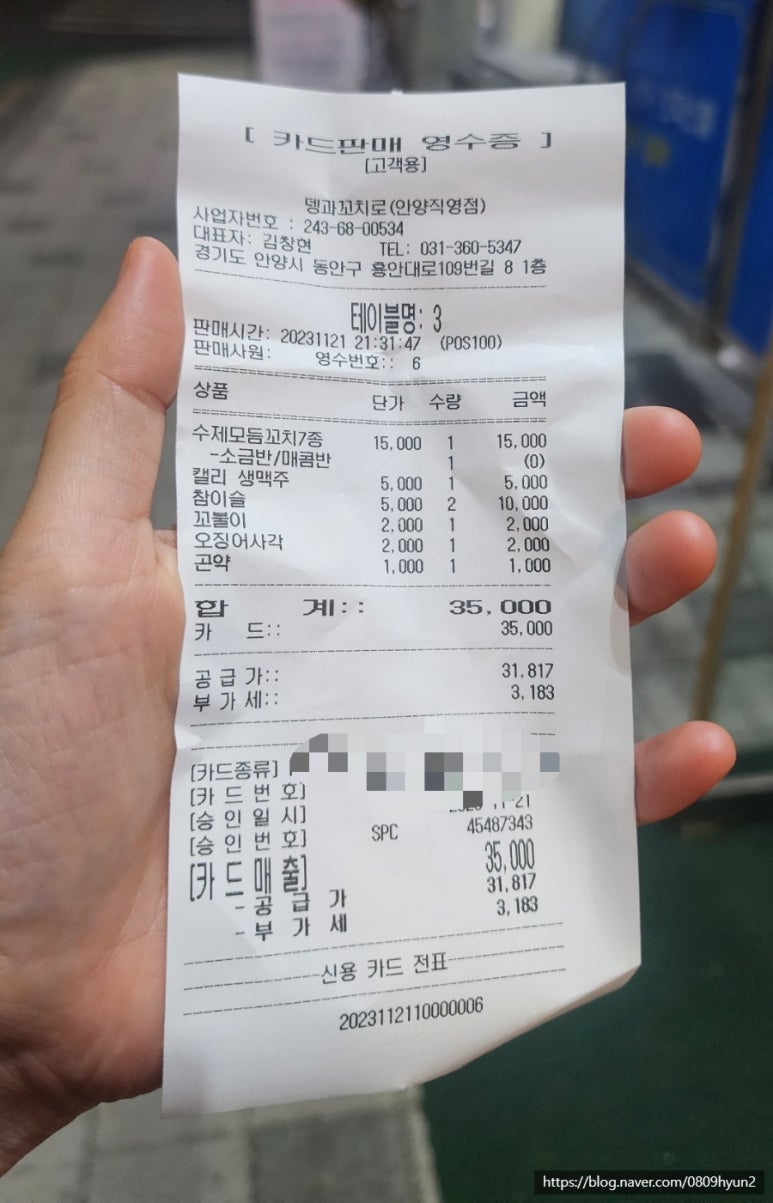 [ 카드판매 영수증 ]
[고객용]
뎅과꼬치로(안양직영점)
사업자번호 : 243-68-00534
대표자: 김창현 TEL: 031-360-5347
경기도 안양시 동안구 흥안대로109번길 8 1층
테이블명: 3
판매시간: 20231121 21:31:47 (POS100)
판매사원: 영수번호:: 6
상품 단가 수량 금액
수제모둠꼬치7종 15,000 1 15,000
-소금반/매콤반 1 (0)
캘리 생맥주 5,000 1 5,000
참이슬 5,000 2 10,000
꼬불이 2,000 1 2,000
오징어사각 2,000 1 2,000
곤약 1,000 1 1,000
합 계:: 35,000
카 드:: 35,000
공급가:: 31,817
부가세:: 3,183
[카드종류]
[카 드 번 호]
[승 인 일 시] 11-21
[승 인 번 호] SPC 45487343
[카드매출] 35,000
- 공 급 가 31,817
- 부 가 세 3,183
신용 카드 전표
2023112110000006
https://blog.naver.com/0809hyun2